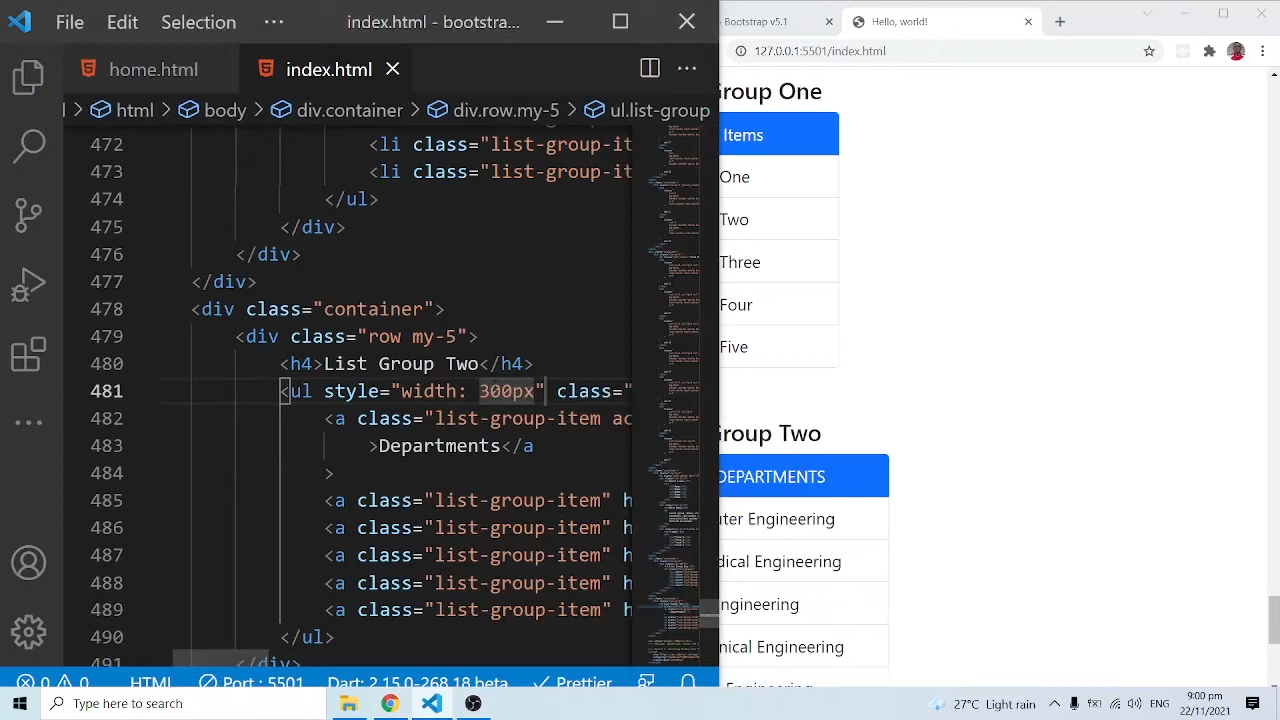 File Edit Selection ··· index.html - bootstra...
Bootstrap v5.1
Hello, world!
home.html
index.html
127.0.0.1:5501/index.html
html > body > div.container > div.row.my-5 > ul.list-group
472 <li class="list-group-it
473 <li class="list-group-it
474 </ul>
475 </div>
476 </div>
477 </div>
478 <div class="container">
479 <div class="row my-5">
480 <h4>List Group Two</h4>
481 <ul style="width: 300px" class="
482 <a class="list-group-item ac
483 >Departments</a
484 >
485 <a class="list-group-item" h
486 <a class="list-group-item" h
487 <a class="list-group-item" h
488 <a class="list-group-item" h
489 <a class="list-group-item" h
490 </ul
491 </div>
Group One
Items
One
Two
Three
Four
Five
Group Two
DEPARTMENTS
Engineering
Engineering
Engineering
Engineering
0 0 HTML Port : 5501 Dart: 2.15.0-268.18.beta Prettier
Type here to search
27°C Light rain
ENG
9:00 pm
22/11/2021